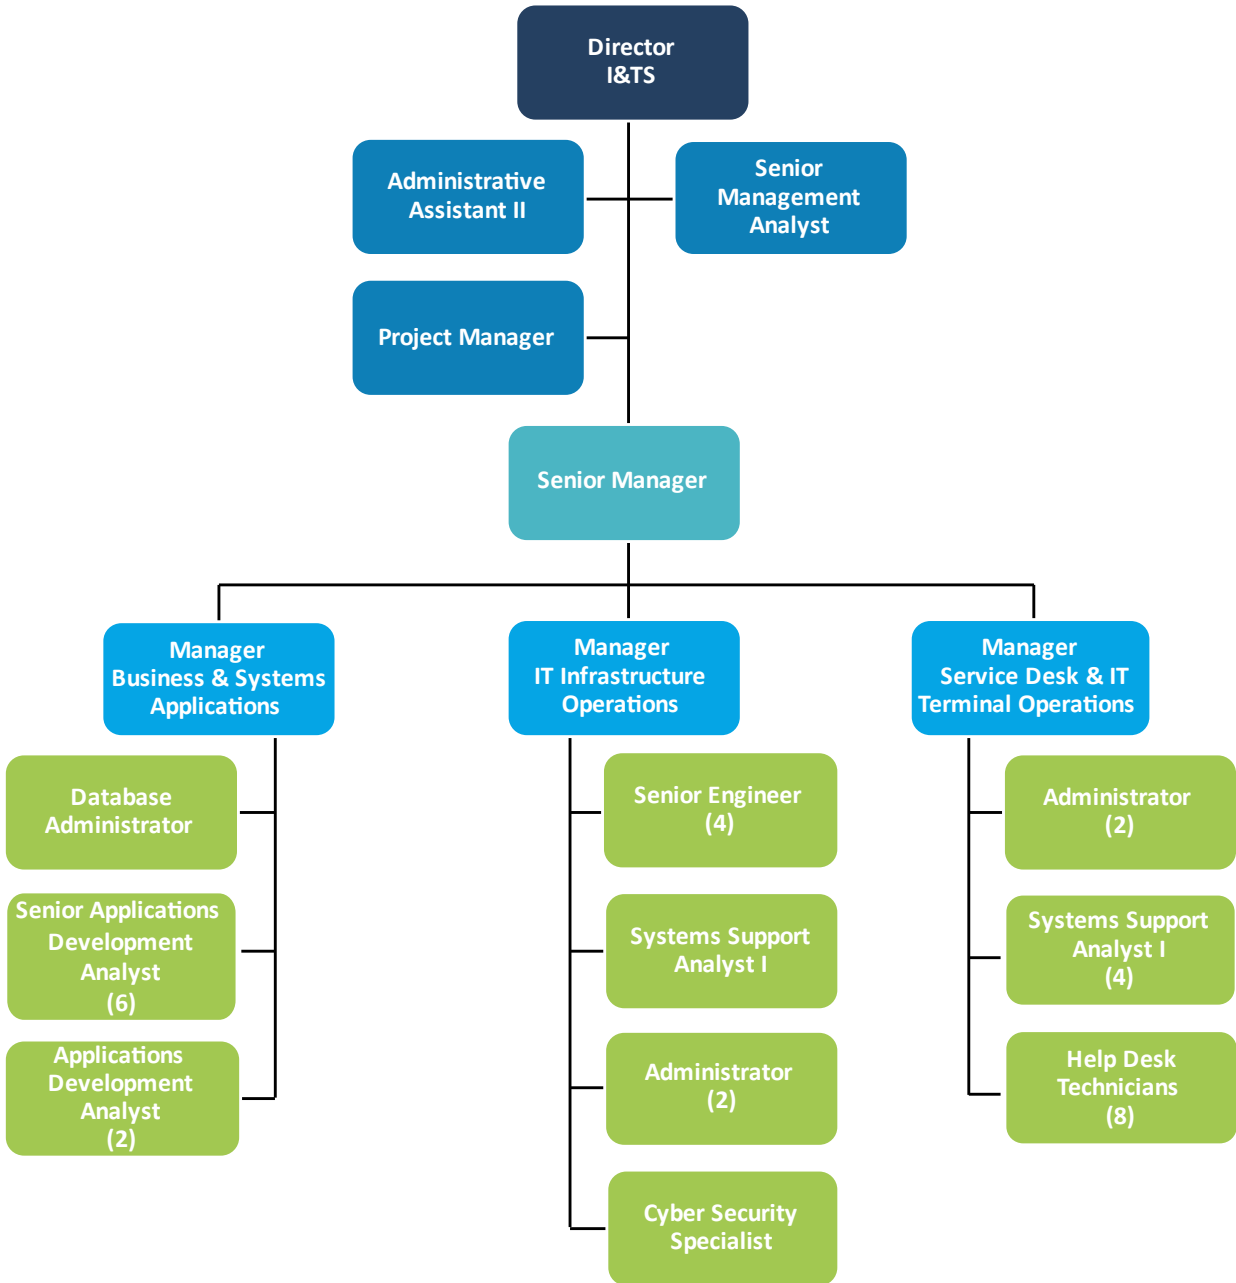 Director
I&TS
Administrative
Assistant II
Senior
Management
Analyst
Project Manager
Senior Manager
Manager
Business & Systems
Applications
Manager
IT Infrastructure
Operations
Manager
Service Desk & IT
Terminal Operations
Database
Administrator
Senior Applications
Development
Analyst
(6)
Applications
Development
Analyst
(2)
Senior Engineer
(4)
Systems Support
Analyst I
Administrator
(2)
Cyber Security
Specialist
Administrator
(2)
Systems Support
Analyst I
(4)
Help Desk
Technicians
(8)